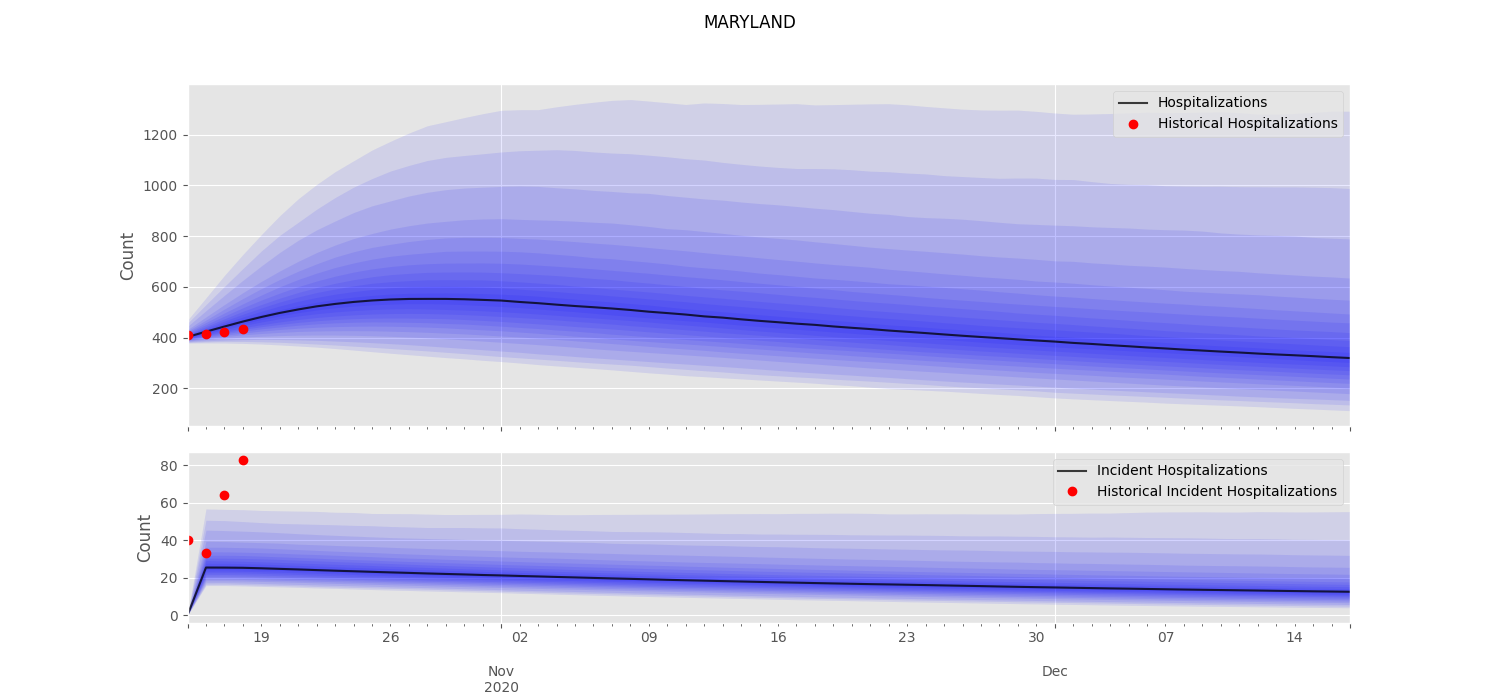 MARYLAND
Hospitalizations
Historical Hospitalizations
Count
1200
1000
800
600
400
200
Incident Hospitalizations
Historical Incident Hospitalizations
Count
80
60
40
20
0
19 26 02 09 16 23 30 07 14
Nov Dec
2020